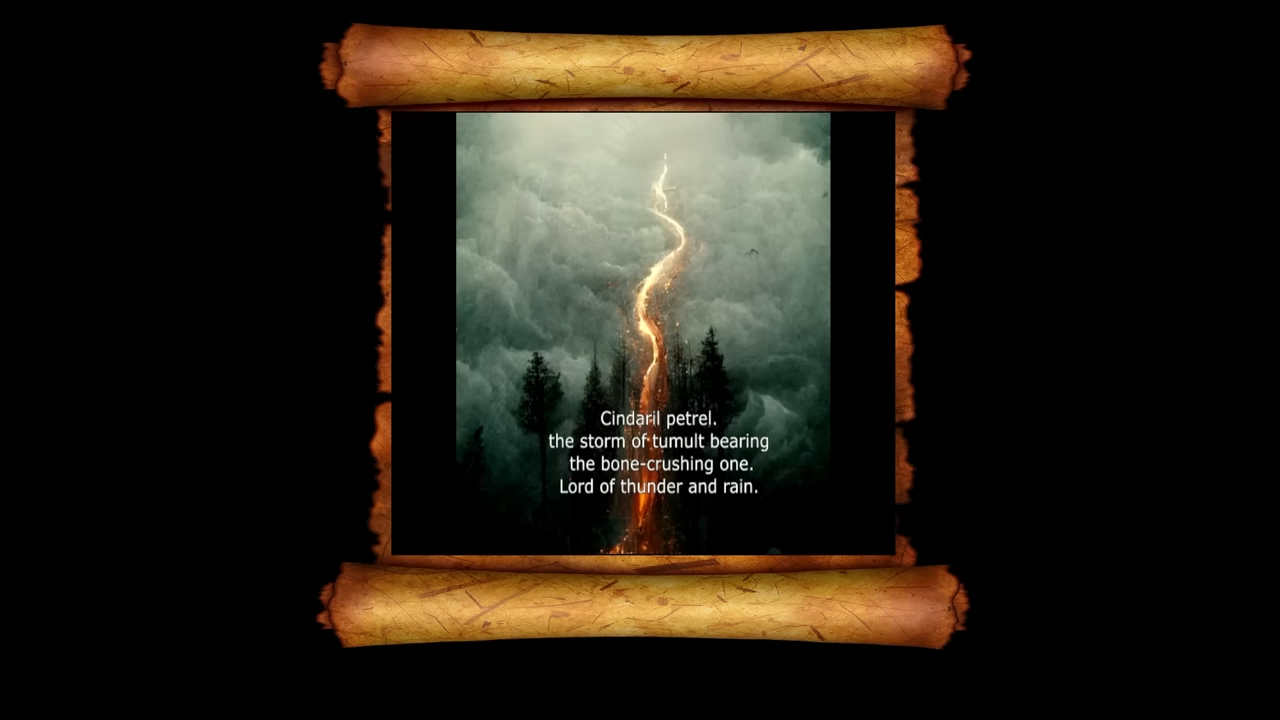 Cindaril petrel.
the storm of tumult bearing
the bone-crushing one.
Lord of thunder and rain.